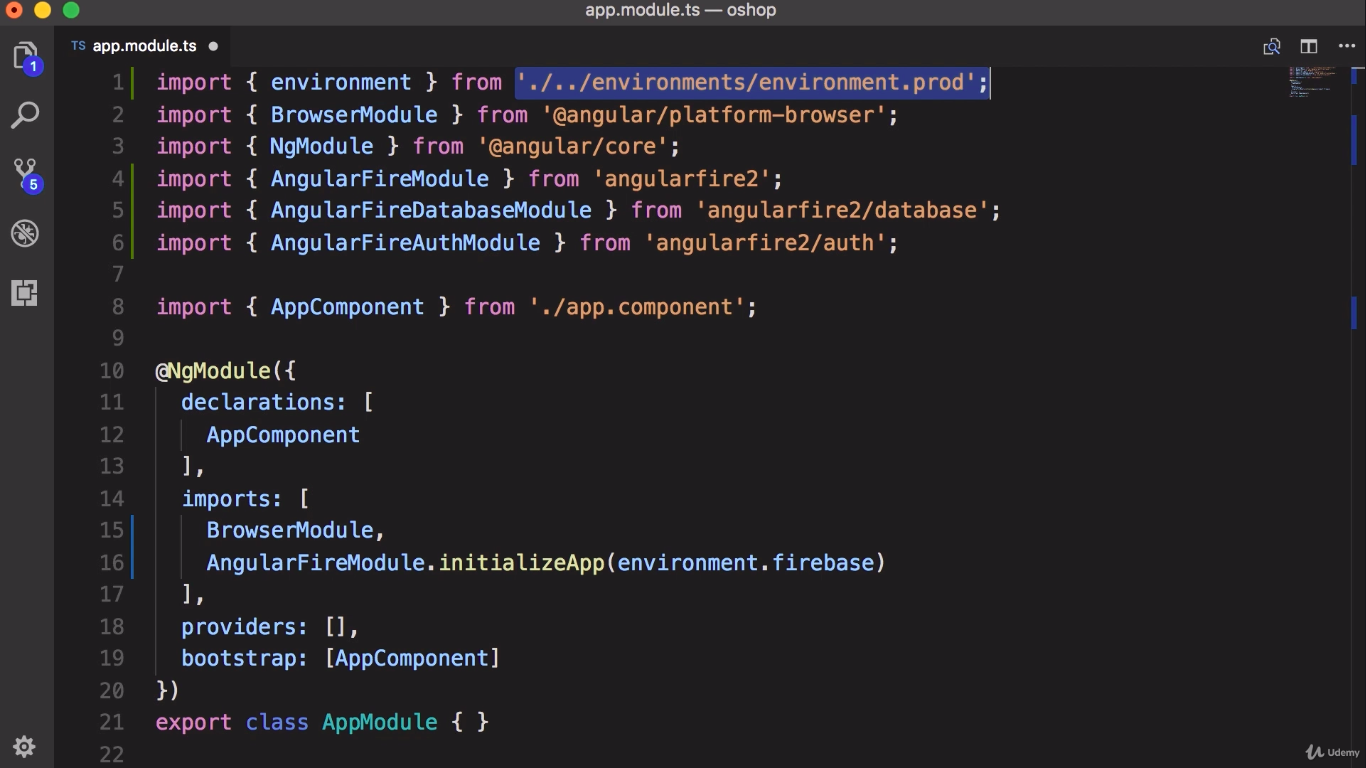 app.module.ts — oshop
TS app.module.ts
1
5
1 import { environment } from './../environments/environment.prod';
2 import { BrowserModule } from '@angular/platform-browser';
3 import { NgModule } from '@angular/core';
4 import { AngularFireModule } from 'angularfire2';
5 import { AngularFireDatabaseModule } from 'angularfire2/database';
6 import { AngularFireAuthModule } from 'angularfire2/auth';
7
8 import { AppComponent } from './app.component';
9
10 @NgModule({
11 declarations: [
12 AppComponent
13 ],
14 imports: [
15 BrowserModule,
16 AngularFireModule.initializeApp(environment.firebase)
17 ],
18 providers: [],
19 bootstrap: [AppComponent]
20 })
21 export class AppModule { }
22
Udemy